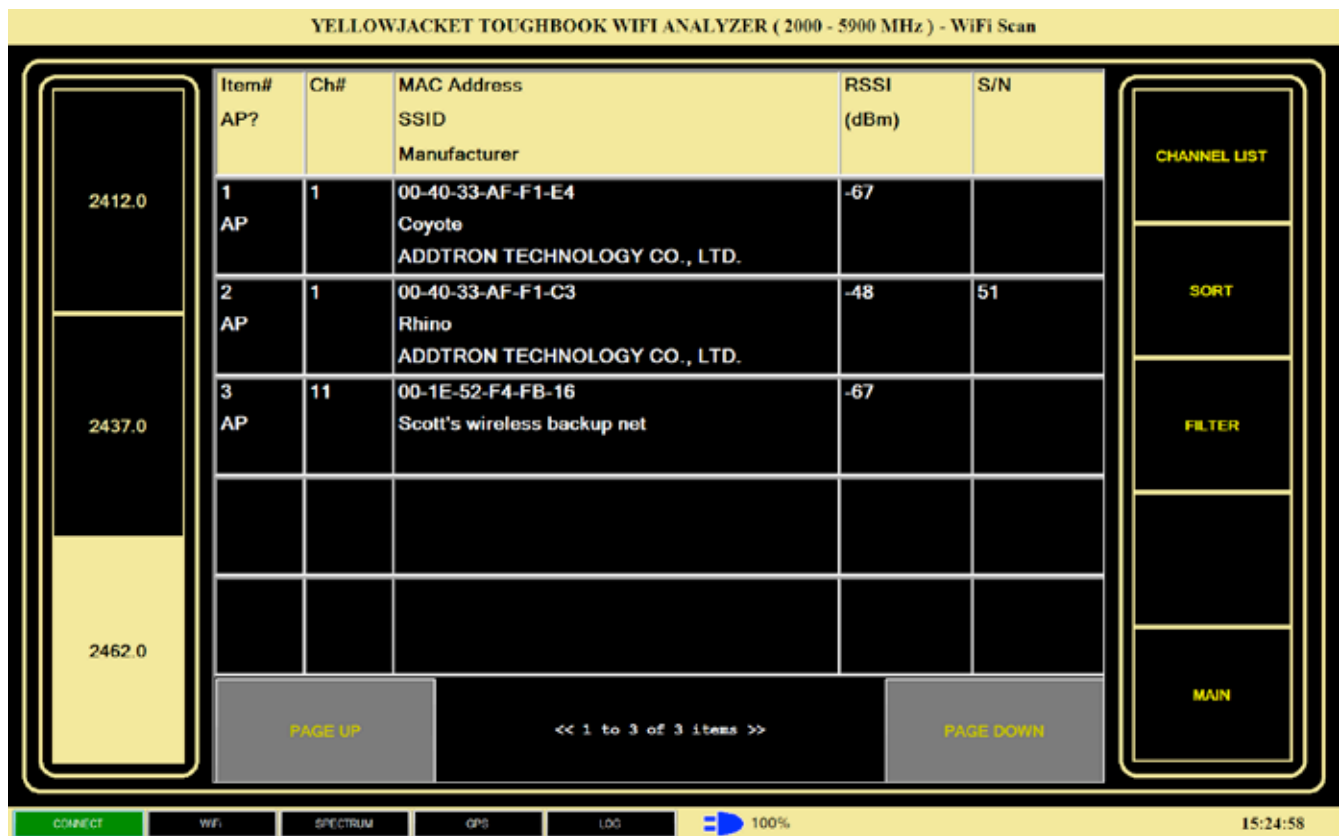 YELLOWJACKET TOUGHBOOK WIFI ANALYZER ( 2000 - 5900 MHz ) - WiFi Scan
2412.0
2437.0
2462.0
Item# Ch# MAC Address RSSI S/N
AP? SSID (dBm)
Manufacturer
1 1 00-40-33-AF-F1-E4 -67
AP Coyote
ADDTRON TECHNOLOGY CO., LTD.
2 1 00-40-33-AF-F1-C3 -48 51
AP Rhino
ADDTRON TECHNOLOGY CO., LTD.
3 11 00-1E-52-F4-FB-16 -67
AP Scott's wireless backup net
PAGE UP << 1 to 3 of 3 items >> PAGE DOWN
CHANNEL LIST
SORT
FILTER
MAIN
CONNECT WiFi SPECTRUM GPS LOG 100% 15:24:58